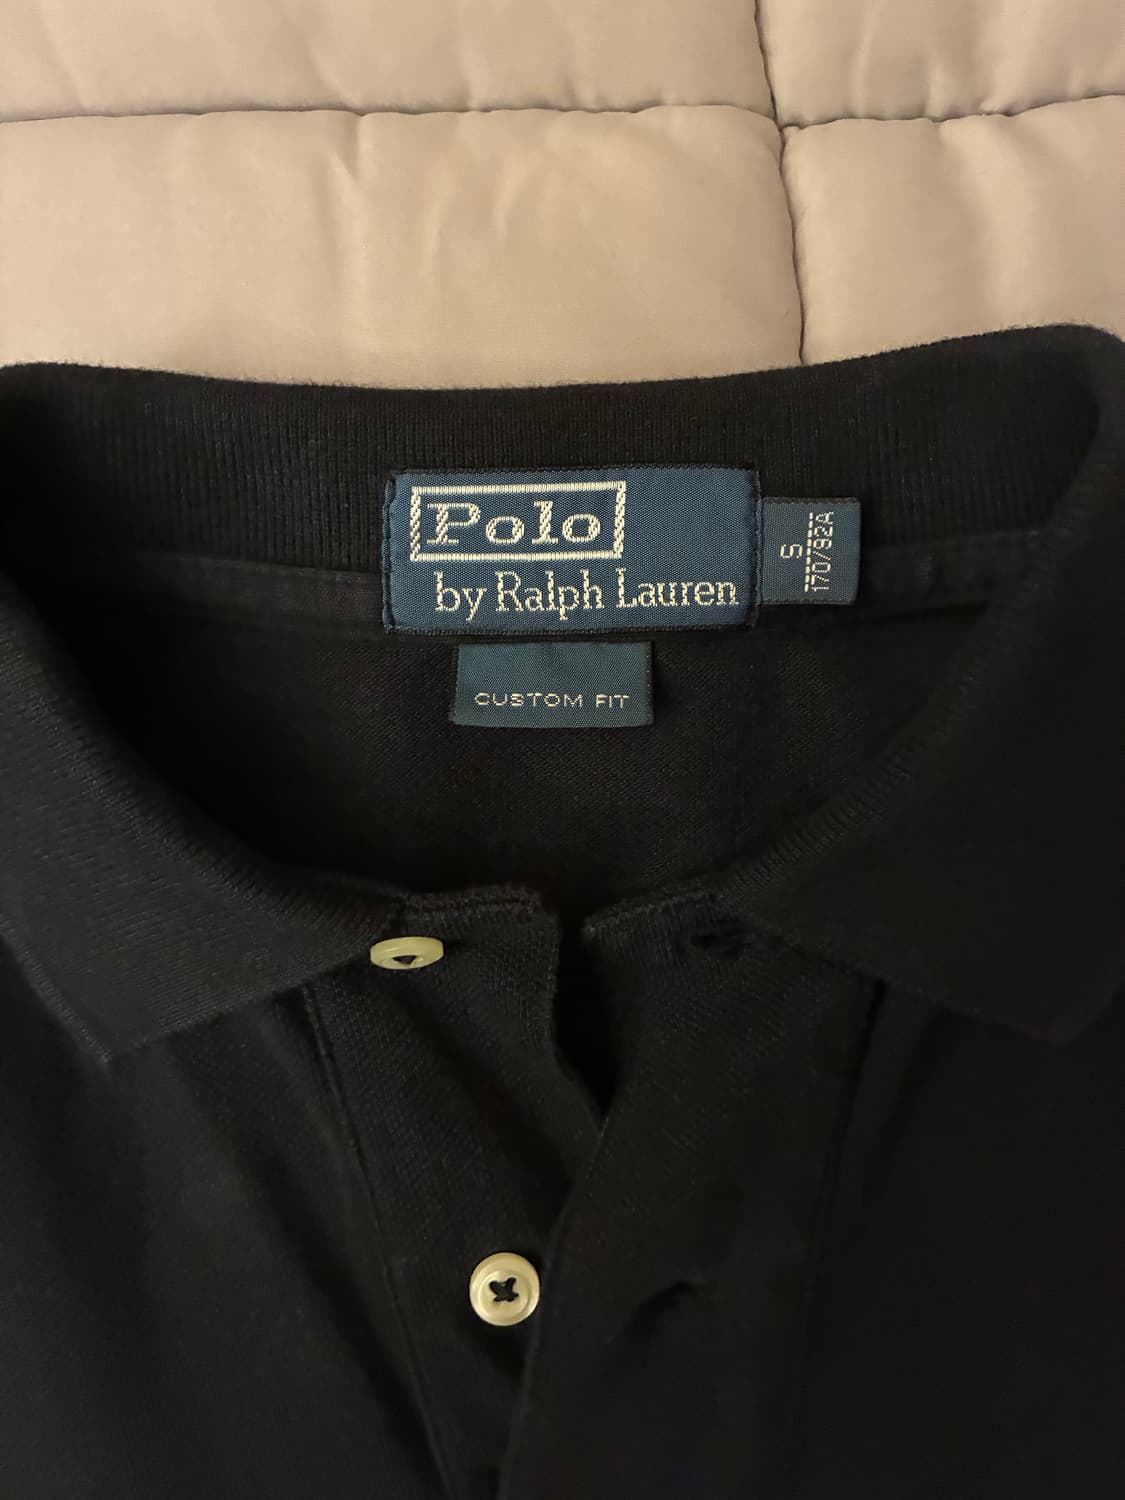 Polo
by Ralph Lauren
S
170/92A
CUSTOM FIT